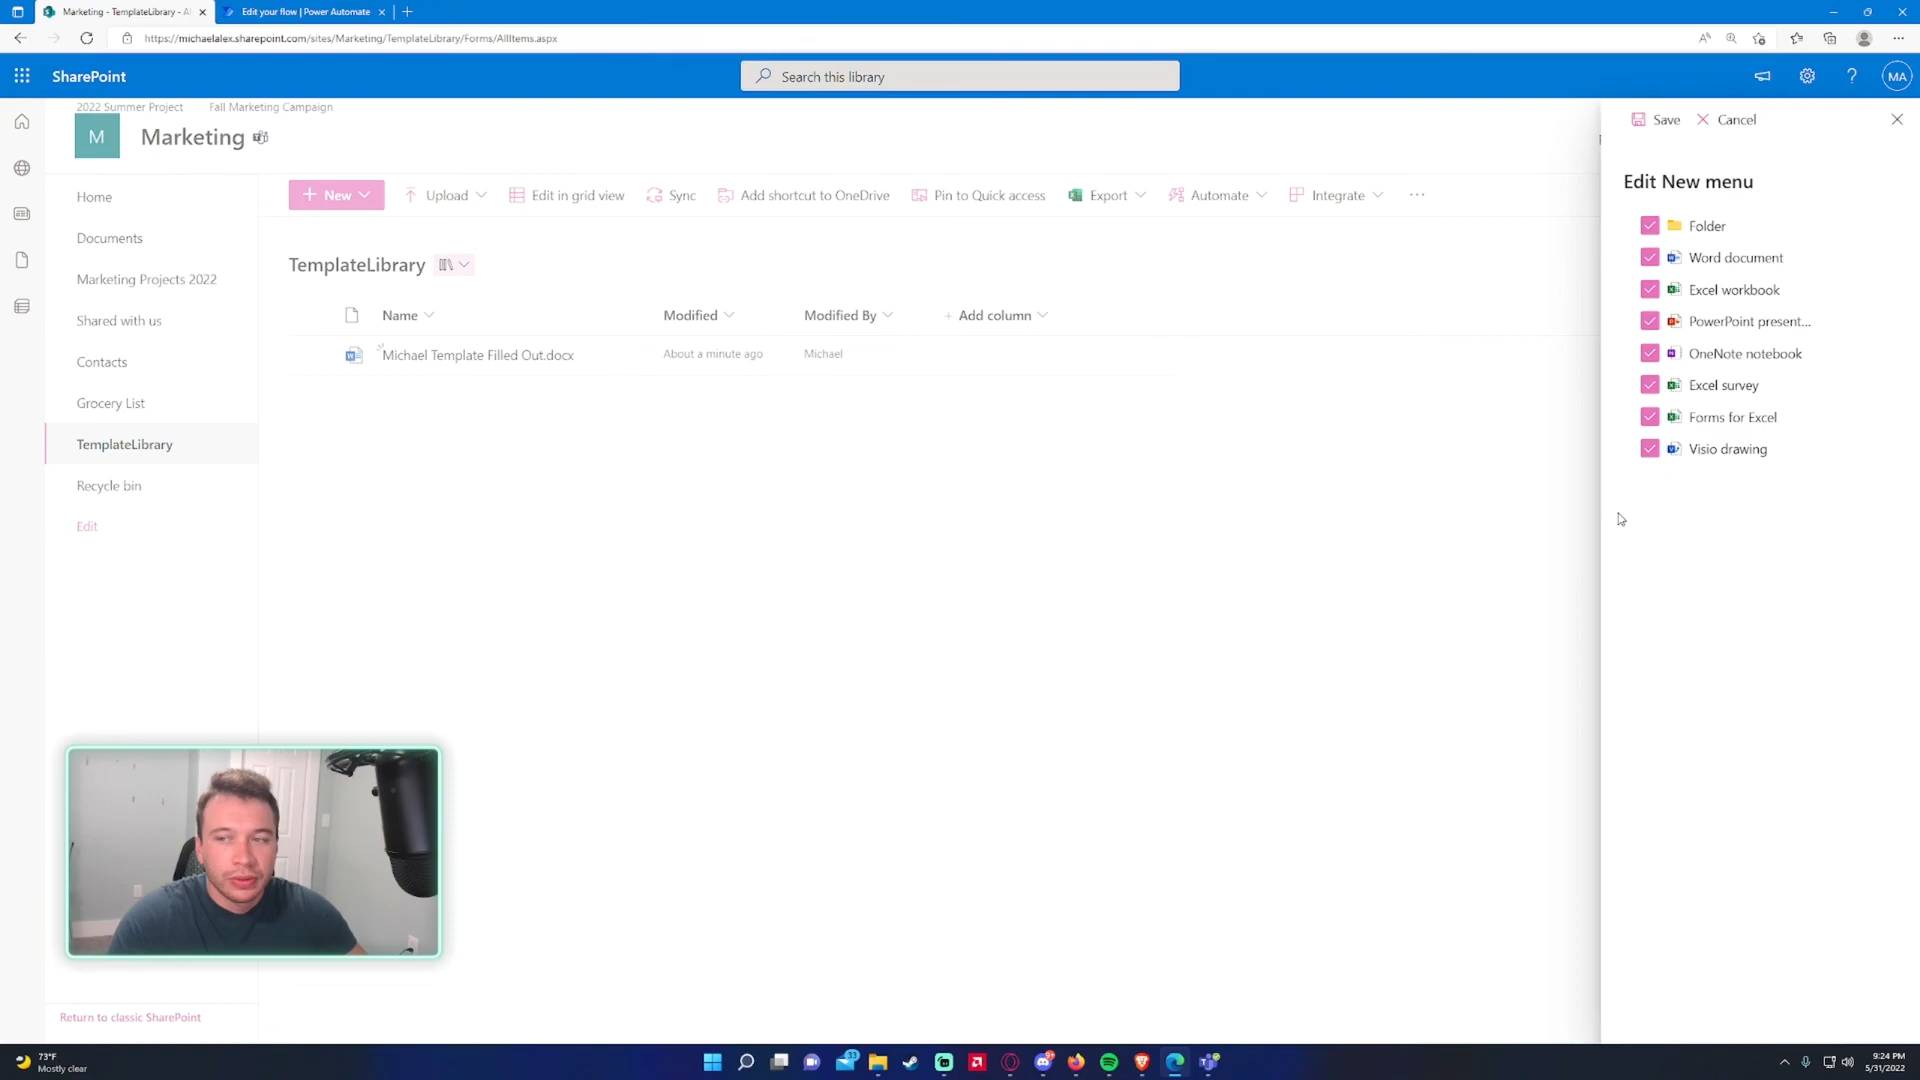 Marketing - TemplateLibrary - Al
Edit your flow | Power Automate
https://michaelalex.sharepoint.com/sites/Marketing/TemplateLibrary/Forms/AllItems.aspx
SharePoint
Search this library
MA
2022 Summer Project
Fall Marketing Campaign
M
Marketing
Home
Documents
Marketing Projects 2022
Shared with us
Contacts
Grocery List
TemplateLibrary
Recycle bin
Edit
Return to classic SharePoint
New
Upload
Edit in grid view
Sync
Add shortcut to OneDrive
Pin to Quick access
Export
Automate
Integrate
TemplateLibrary
Name
Modified
Modified By
Add column
Michael Template Filled Out.docx
About a minute ago
Michael
Save
Cancel
Edit New menu
Folder
Word document
Excel workbook
PowerPoint present...
OneNote notebook
Excel survey
Forms for Excel
Visio drawing
73°F
Mostly clear
33
9:24 PM
5/31/2022